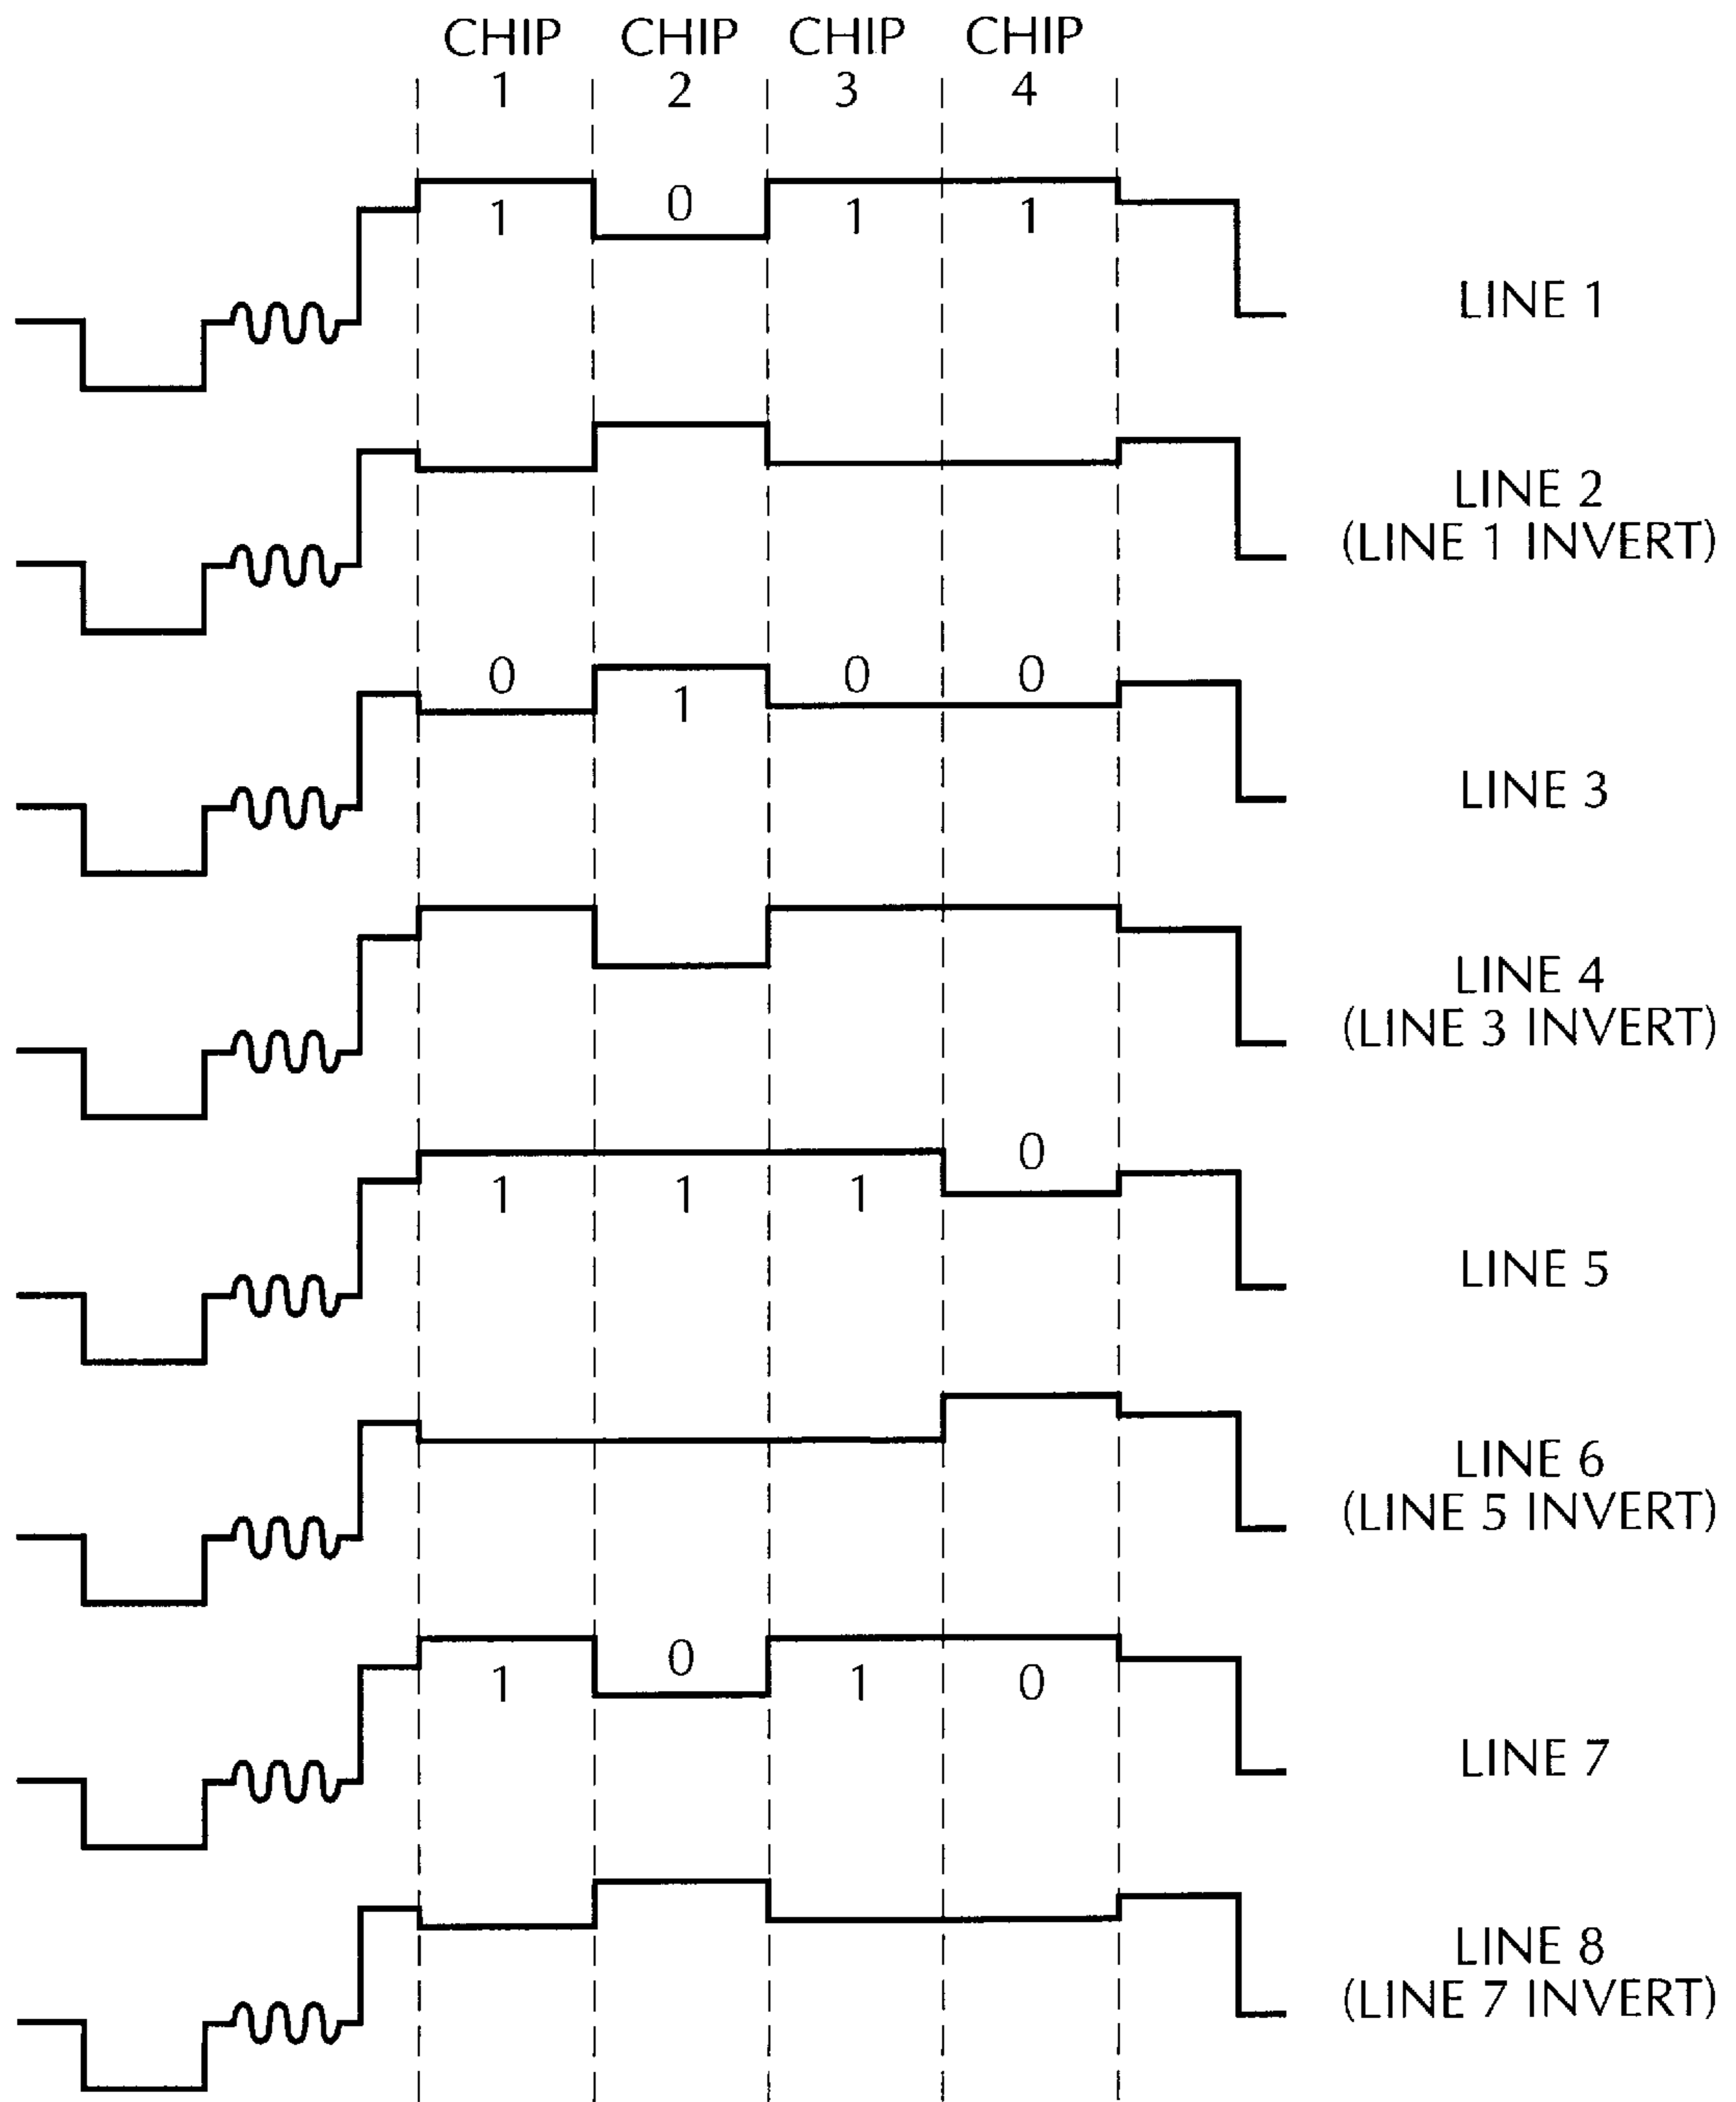 CHIP CHIP CHIP CHIP
1 2 3 4
1 0 1 1
LINE 1
LINE 2
(LINE 1 INVERT)
0 1 0 0
LINE 3
LINE 4
(LINE 3 INVERT)
1 1 1 0
LINE 5
LINE 6
(LINE 5 INVERT)
1 0 1 0
LINE 7
LINE 8
(LINE 7 INVERT)